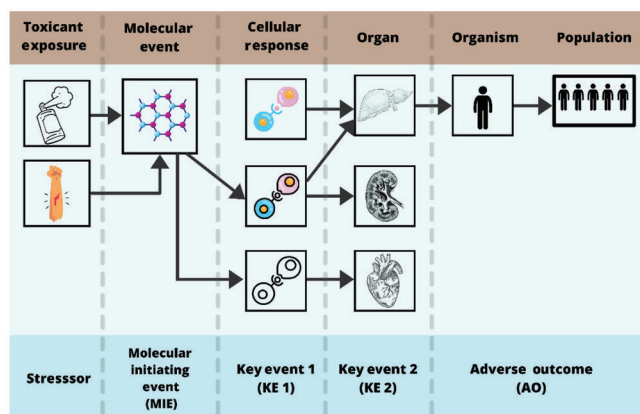 Toxicant
exposure
Molecular
event
Cellular
response
Organ
Organism
Population
Stresssor
Molecular
initiating
event
(MIE)
Key event 1
(KE 1)
Key event 2
(KE 2)
Adverse outcome
(AO)